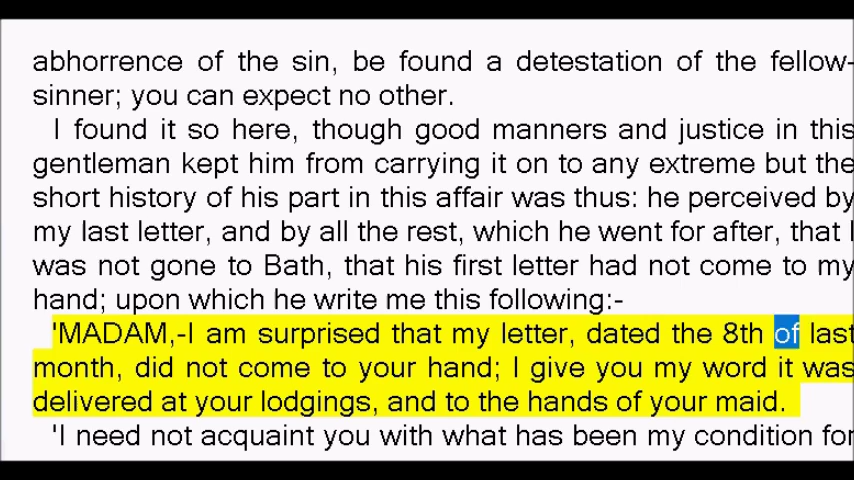 abhorrence of the sin, be found a detestation of the fellow-
sinner; you can expect no other.
I found it so here, though good manners and justice in this
gentleman kept him from carrying it on to any extreme but the
short history of his part in this affair was thus: he perceived by
my last letter, and by all the rest, which he went for after, that I
was not gone to Bath, that his first letter had not come to my
hand; upon which he write me this following:-
'MADAM,-I am surprised that my letter, dated the 8th of last
month, did not come to your hand; I give you my word it was
delivered at your lodgings, and to the hands of your maid.
'I need not acquaint you with what has been my condition for